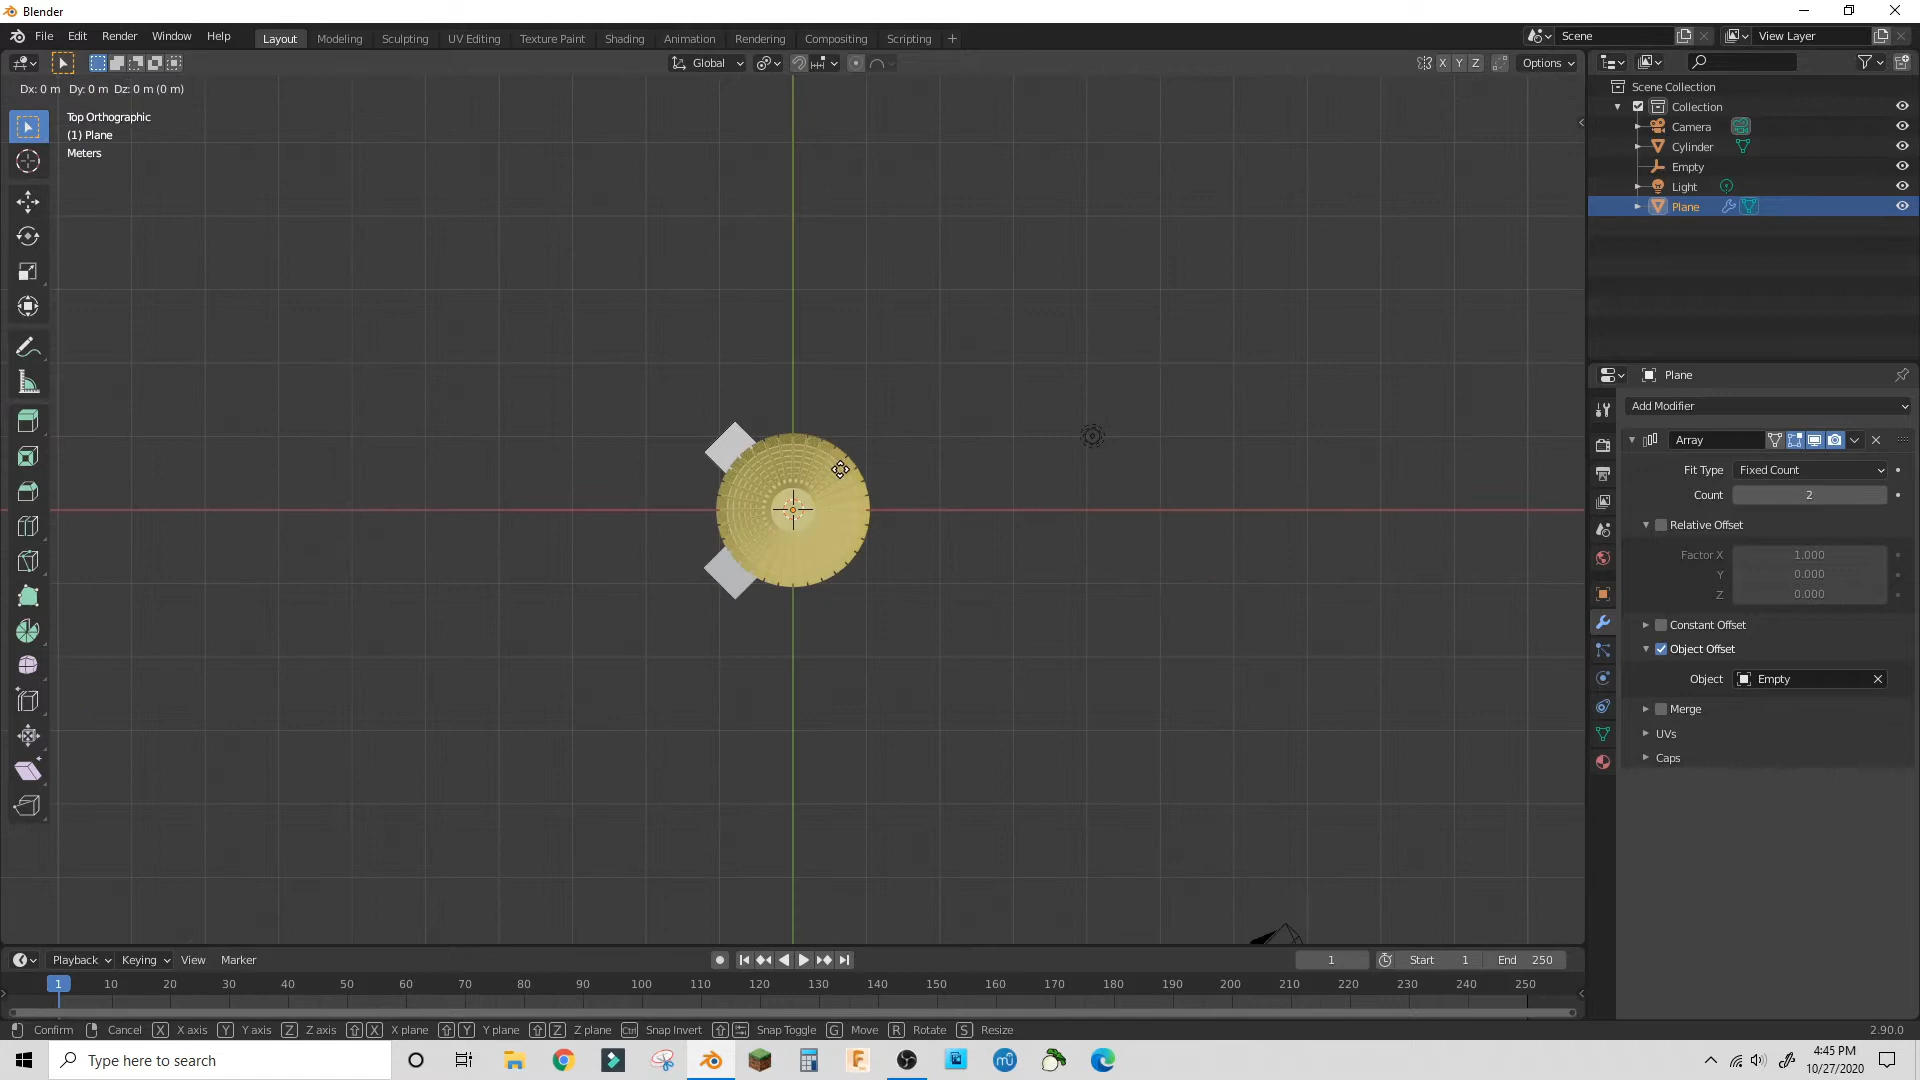 Blender
File Edit Render Window Help
Layout Modeling Sculpting UV Editing Texture Paint Shading Animation Rendering Compositing Scripting +
Scene
View Layer
Global
X Y Z
Options
Dx: 0 m Dy: 0 m Dz: 0 m (0 m)
Top Orthographic
(1) Plane
Meters
Scene Collection
Collection
Camera
Cylinder
Empty
Light
Plane
Plane
Add Modifier
Array
Fit Type Fixed Count
Count 2
Relative Offset
Factor X 1.000
Y 0.000
Z 0.000
Constant Offset
Object Offset
Object Empty
Merge
UVs
Caps
Playback Keying View Marker
1 Start 1 End 250
1 10 20 30 40 50 60 70 80 90 100 110 120 130 140 150 160 170 180 190 200 210 220 230 240 250
Confirm Cancel X X axis Y Y axis Z Z axis X X plane Y Y plane Z Z plane Ctrl Snap Invert Snap Toggle G Move R Rotate S Resize
2.90.0
Type here to search
4:45 PM
10/27/2020